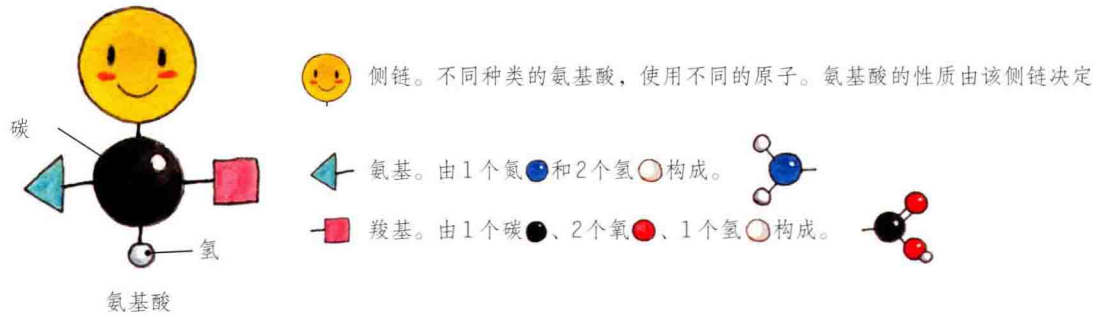 侧链。不同种类的氨基酸，使用不同的原子。氨基酸的性质由该侧链决定
碳
氨基。由1个氮和2个氢构成。
羧基。由1个碳、2个氧、1个氢构成。
氢
氨基酸